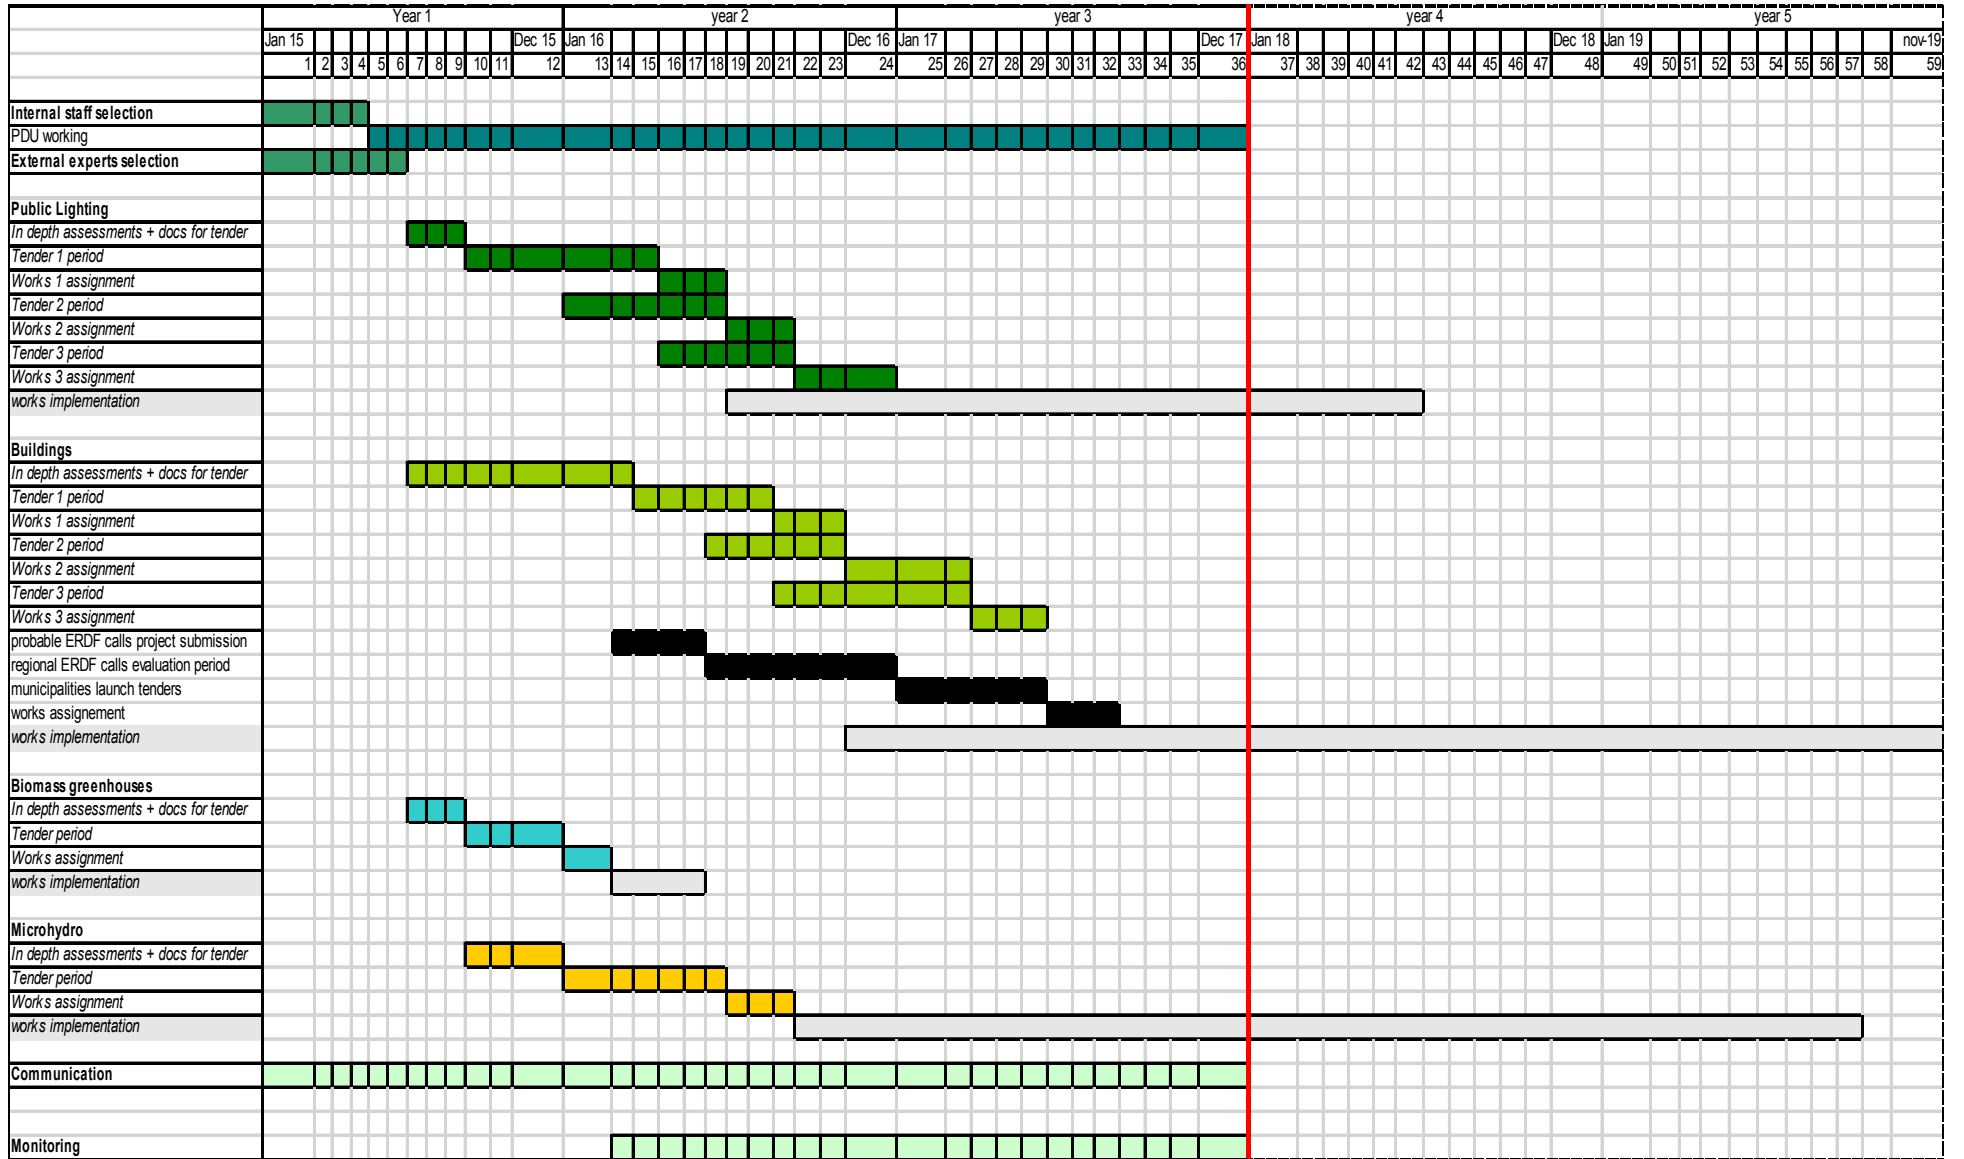 Year 1 year 2 year 3 year 4 year 5
Jan 15 Dec 15 Jan 16 Dec 16 Jan 17 Dec 17 Jan 18 Dec 18 Jan 19 nov-19
1 2 3 4 5 6 7 8 9 10 11 12 13 14 15 16 17 18 19 20 21 22 23 24 25 26 27 28 29 30 31 32 33 34 35 36 37 38 39 40 41 42 43 44 45 46 47 48 49 50 51 52 53 54 55 56 57 58 59
Internal staff selection
PDU working
External experts selection
Public Lighting
In depth assessments + docs for tender
Tender 1 period
Works 1 assignment
Tender 2 period
Works 2 assignment
Tender 3 period
Works 3 assignment
works implementation
Buildings
In depth assessments + docs for tender
Tender 1 period
Works 1 assignment
Tender 2 period
Works 2 assignment
Tender 3 period
Works 3 assignment
probable ERDF calls project submission
regional ERDF calls evaluation period
municipalities launch tenders
works assignement
works implementation
Biomass greenhouses
In depth assessments + docs for tender
Tender period
Works assignment
works implementation
Microhydro
In depth assessments + docs for tender
Tender period
Works assignment
works implementation
Communication
Monitoring